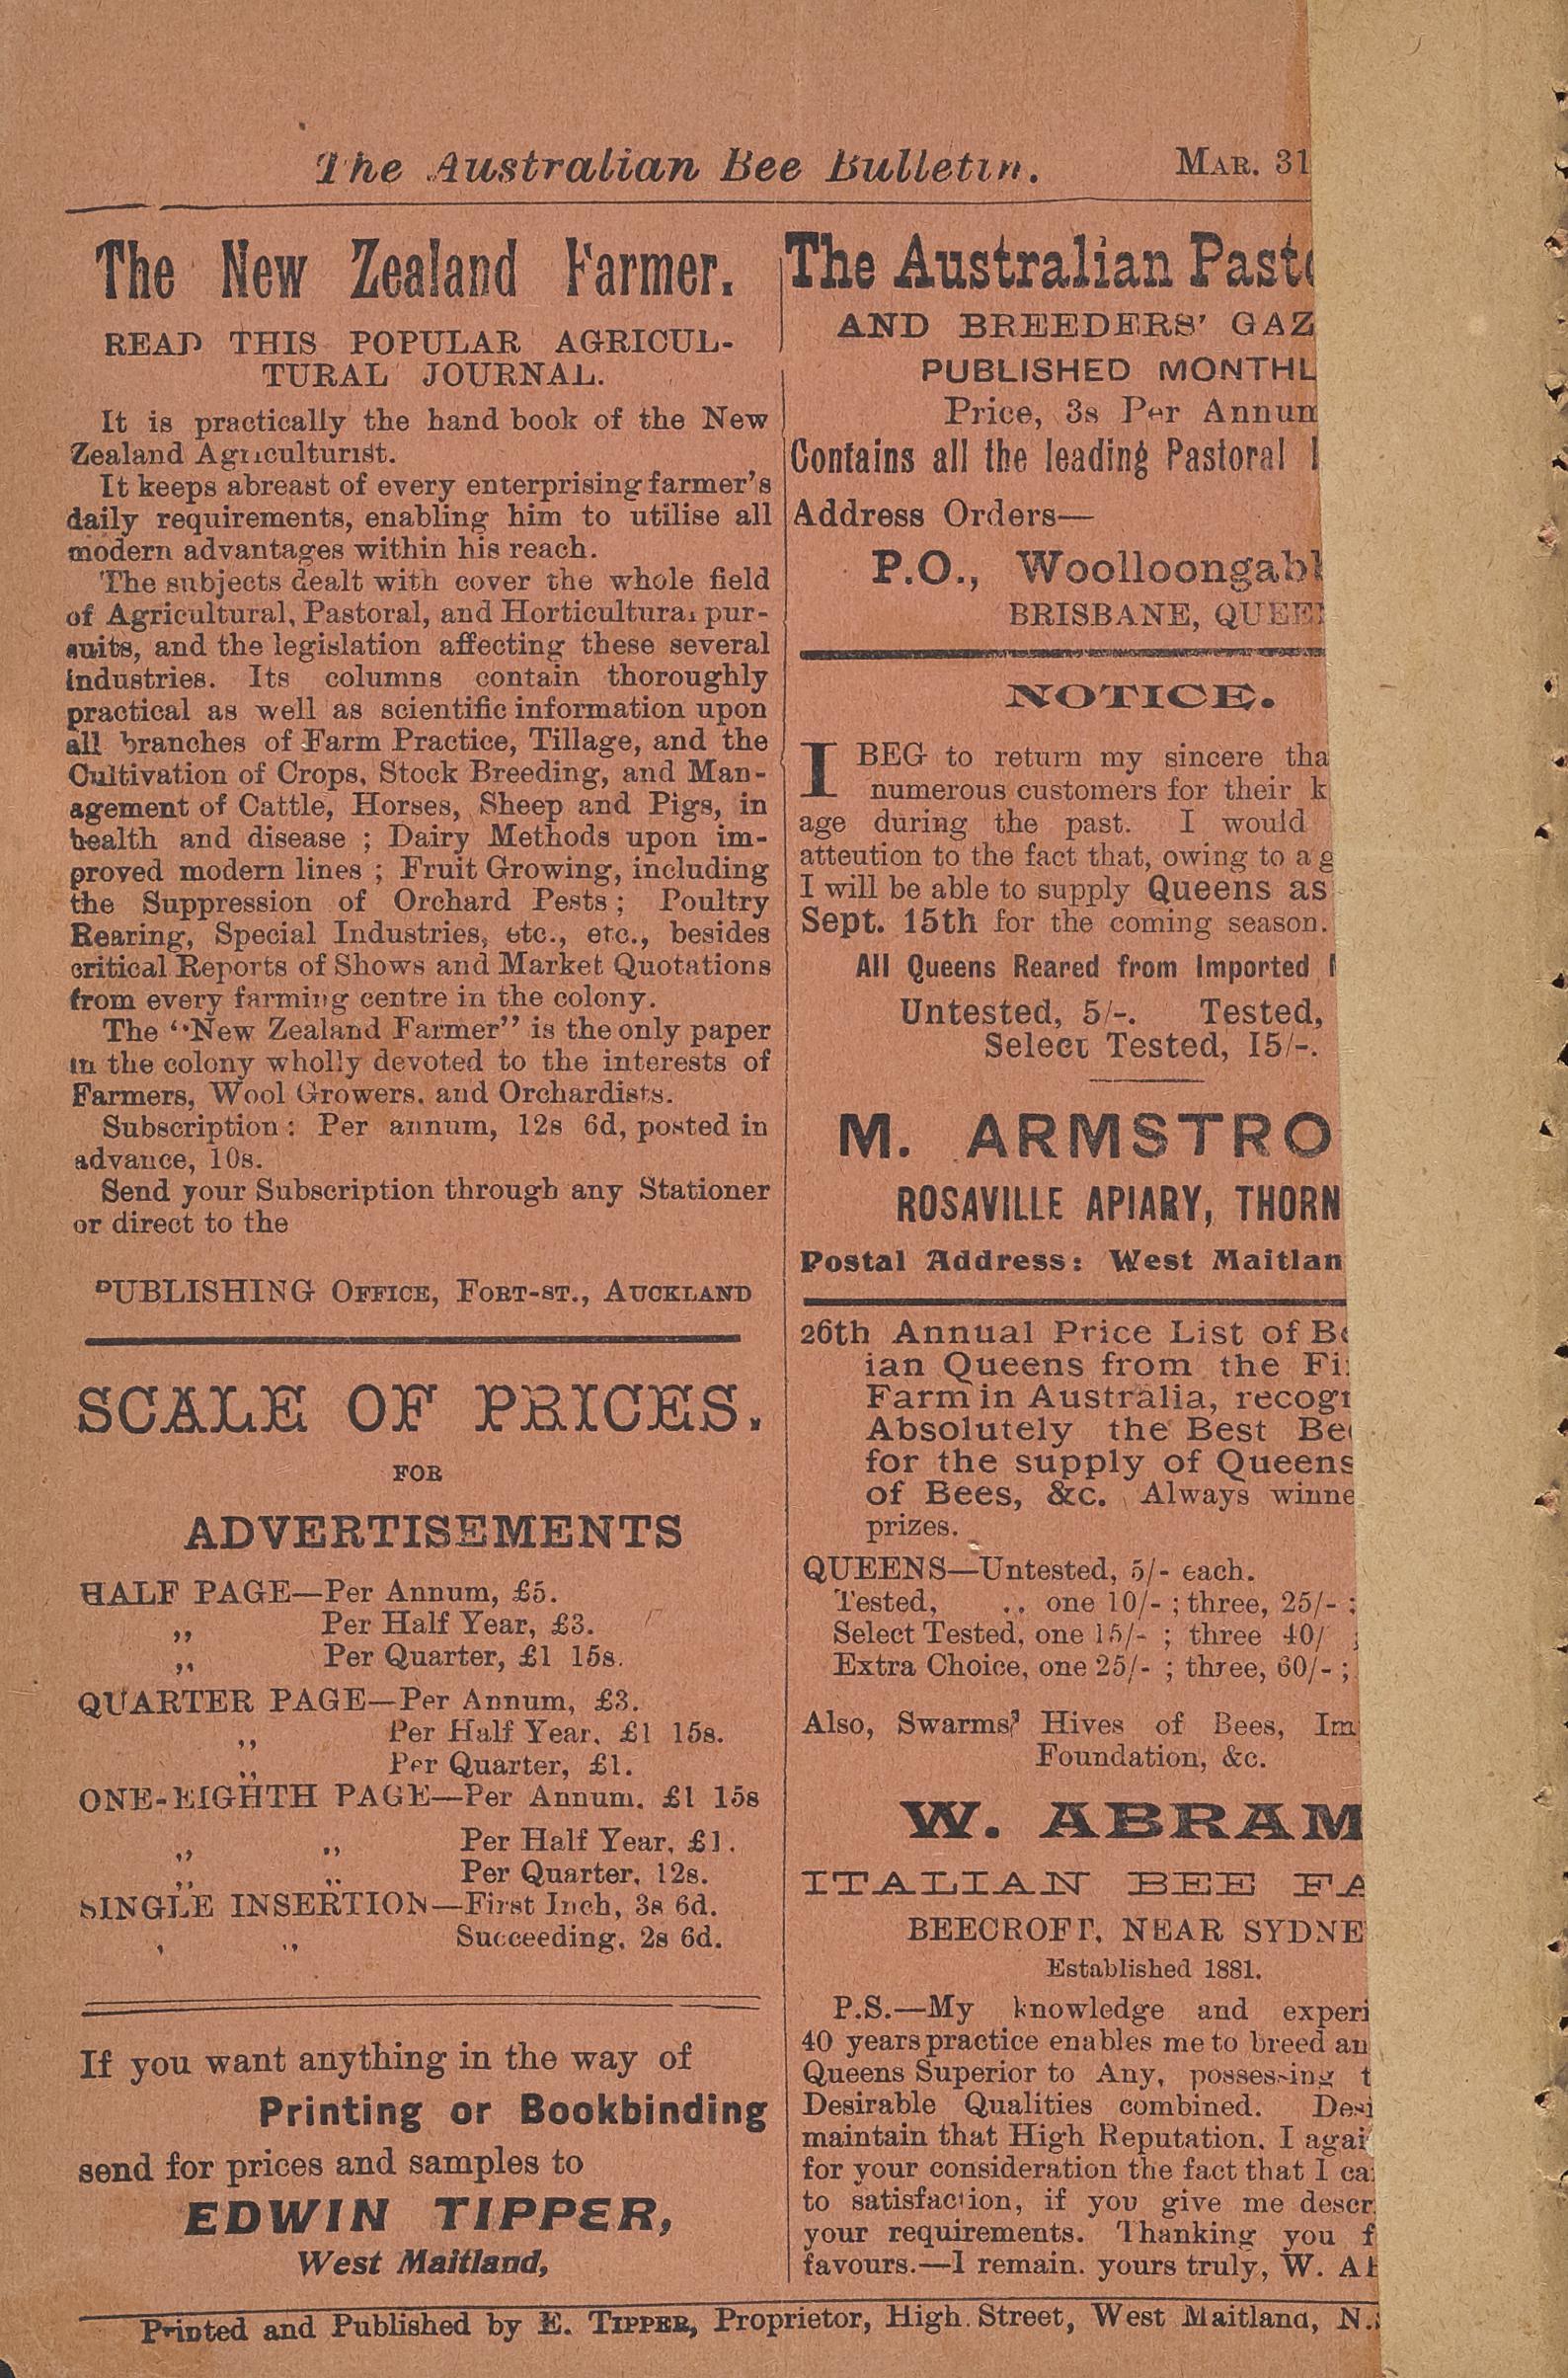 The Australian Bee Bulletin. MAR. 31
The New Zealand Farmer.
READ THIS POPULAR AGRICUL-
TURAL JOURNAL.
It is practically the hand book of the New
Zealand Agriculturist.
It keeps abreast of every enterprising farmer's
daily requirements, enabling him to utilise all
modern advantages within his reach.
The subjects dealt with cover the whole field
of Agricultural, Pastoral, and Horticultural pur-
suits, and the legislation affecting these several
industries. Its columns contain thoroughly
practical as well as scientific information upon
all branches of Farm Practice, Tillage, and the
Cultivation of Crops, Stock Breeding, and Man-
agement of Cattle, Horses, Sheep and Pigs, in
health and disease ; Dairy Methods upon im-
proved modern lines ; Fruit Growing, including
the Suppression of Orchard Pests ; Poultry
Rearing, Special Industries, etc., etc., besides
critical Reports of Shows and Market Quotations
from every farming centre in the colony.
The "New Zealand Farmer" is the only paper
in the colony wholly devoted to the interests of
Farmers, Wool Growers. and Orchardists.
Subscription : Per annum, 12s 6d, posted in
advance, 10s.
Send your Subscription through any Stationer
or direct to the
PUBLISHING OFFICE, FORT-ST., AUCKLAND
SCALE OF PRICES.
FOR
ADVERTISEMENTS
HALF PAGE—Per Annum, £5.
,, Per Half Year, £3.
,, Per Quarter, £1 15s.
QUARTER PAGE—Per Annum, £3.
,, Per Half Year, £1 15s.
,, Per Quarter, £1.
ONE-EIGHTH PAGE—Per Annum, £1 15s
,, ,, Per Half Year, £1.
,, ,, Per Quarter, 12s.
SINGLE INSERTION—First Inch, 3s 6d.
, ,, Succeeding, 2s 6d.
If you want anything in the way of
Printing or Bookbinding
send for prices and samples to
EDWIN TIPPER,
West Maitland,
The Australian Past
AND BREEDERS' GAZ
PUBLISHED MONTHL
Price, 3s Per Annum
Contains all the leading Pastoral
Address Orders—
P.O., Woolloongabb
BRISBANE, QUEE
NOTICE.
I BEG to return my sincere tha
numerous customers for their k
age during the past. I would
atteution to the fact that, owing to a g
I will be able to supply Queens as
Sept. 15th for the coming season.
All Queens Reared from Imported
Untested, 5/-. Tested,
Select Tested, 15/-.
M. ARMSTRO
ROSAVILLE APIARY, THORN
Postal Address: West Maitlan
26th Annual Price List of Be
ian Queens from the Fi
Farm in Australia, recog
Absolutely the Best Be
for the supply of Queens
of Bees, &c. Always winne
prizes.
QUEENS—Untested, 5/- each.
Tested, .. one 10/- ; three, 25/- ;
Select Tested, one 15/- ; three 40/ ;
Extra Choice, one 25/- ; three, 60/- ;
Also, Swarms, Hives of Bees, Im
Foundation, &c.
W. ABRAM
ITALIAN BEE FA
BEECROFT, NEAR SYDNE
Established 1881.
P.S.—My knowledge and experi
40 years practice enables me to breed an
Queens Superior to Any, possessing t
Desirable Qualities combined. Desi
maintain that High Reputation. I agai
for your consideration the fact that I ca
to satisfaction, if you give me descr
your requirements. Thanking you f
favours.—I remain. yours truly, W. AB
Printed and Published by E. TIPPER, Proprietor, High Street, West Maitland, N.